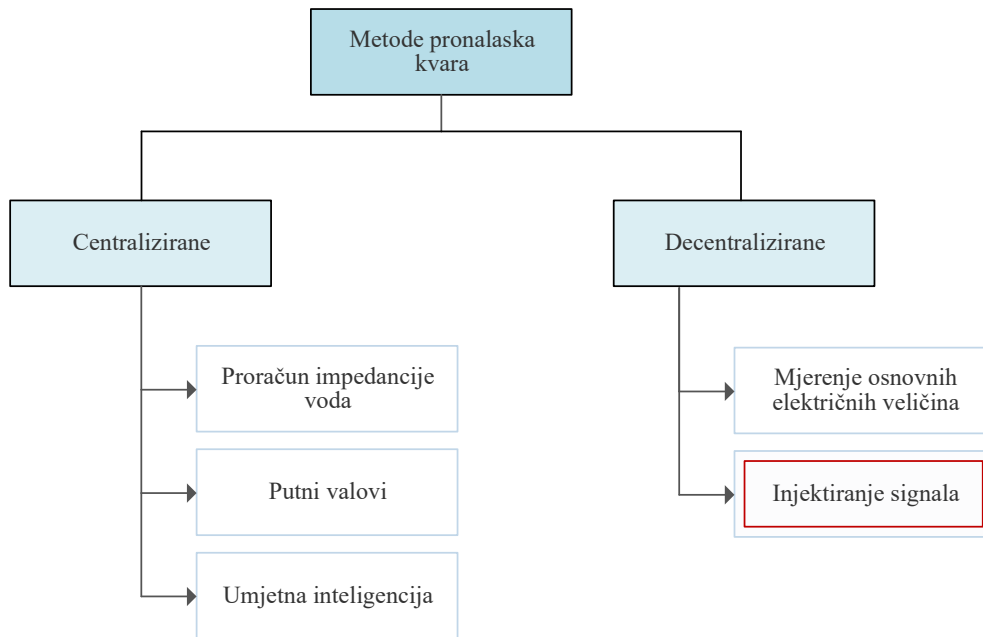 Metode pronalaska
kvara
Centralizirane
Decentralizirane
Proračun impedancije
voda
Putni valovi
Umjetna inteligencija
Mjerenje osnovnih
električnih veličina
Injektiranje signala